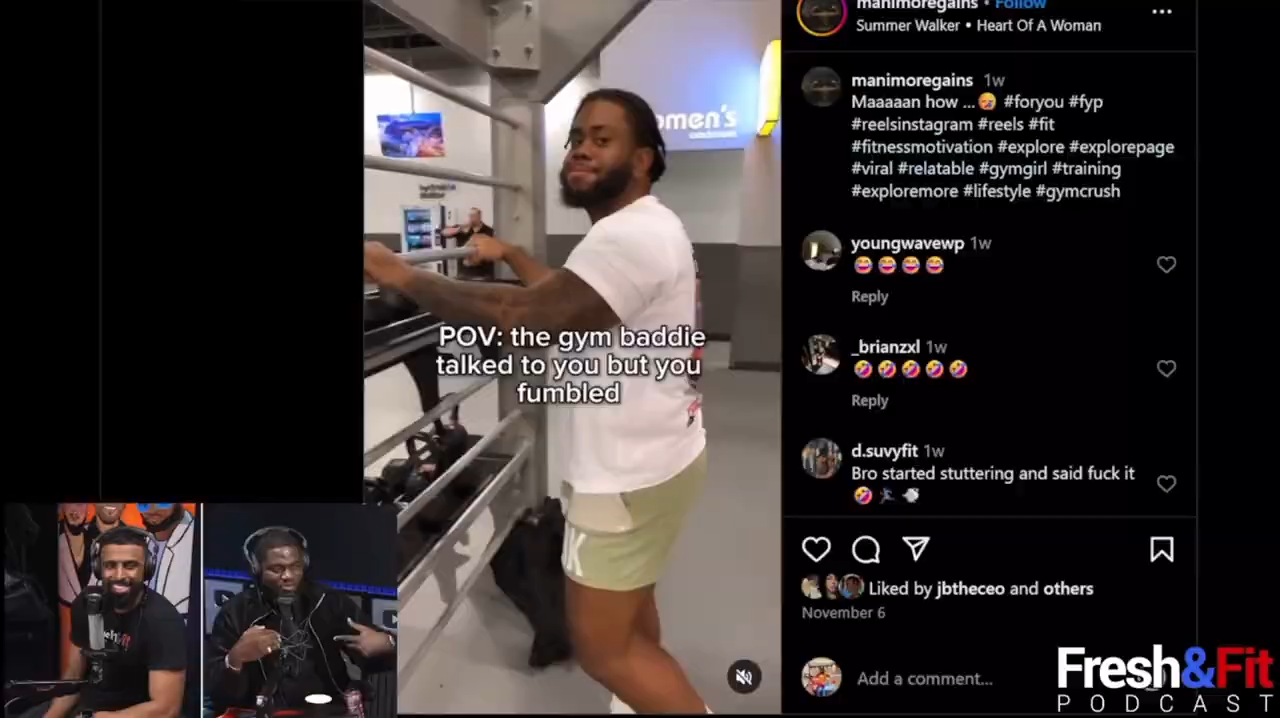 manimoregains • Follow
Summer Walker • Heart Of A Woman
manimoregains 1w
Maaaaan how ...🥵 #foryou #fyp
#reelsinstagram #reels #fit
#fitnessmotivation #explore #explorepage
#viral #relatable #gymgirl #training
#exploremore #lifestyle #gymcrush
youngwavewp 1w
😂😂😂😂
Reply
_brianzxl 1w
🤣🤣🤣🤣🤣
Reply
d.suvyfit 1w
Bro started stuttering and said fuck it
🤣🏃🏿‍♂️💨
Liked by jbtheceo and others
November 6
Add a comment...
omen's
POV: the gym baddie
talked to you but you
fumbled
Fresh&Fit
PODCAST